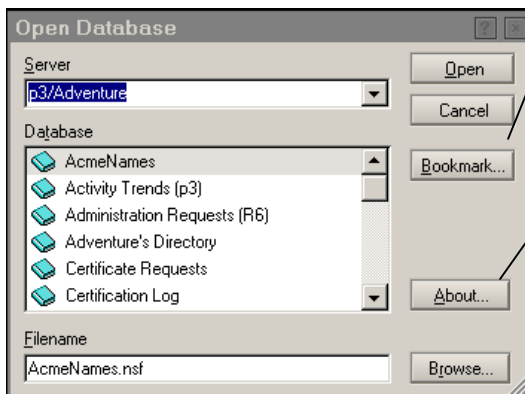 Open Database
Server
p3/Adventure
Database
AcmeNames
Activity Trends (p3)
Administration Requests (R6)
Adventure's Directory
Certificate Requests
Certification Log
Filename
AcmeNames.nsf
?
Open
Cancel
Bookmark...
About...
Browse...